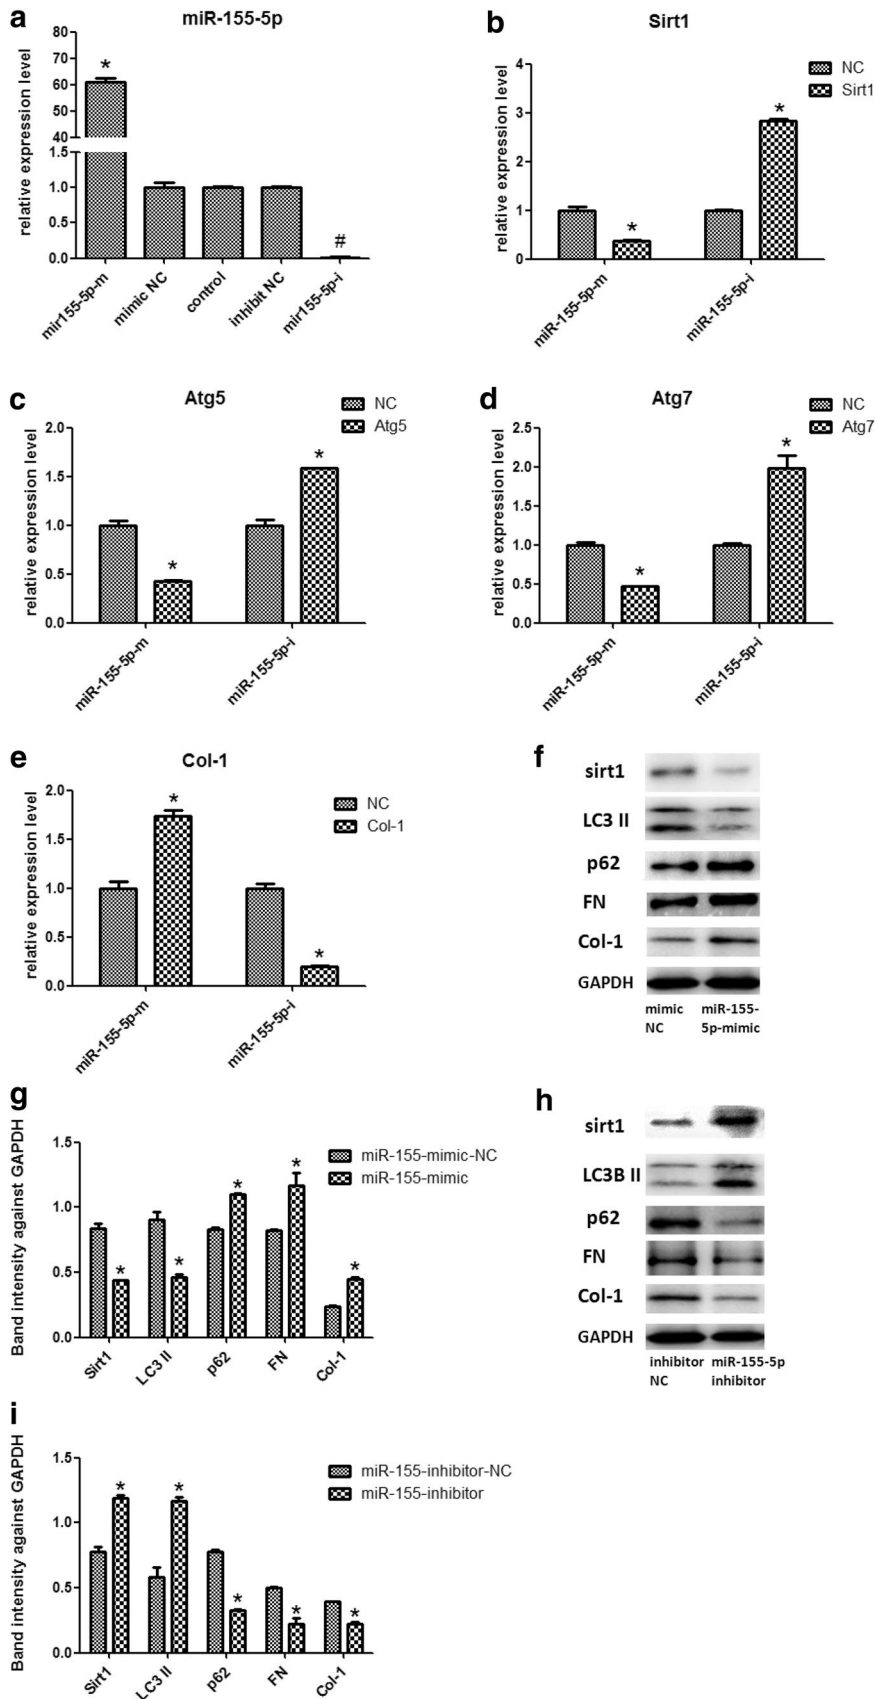 a
miR-155-5p
relative expression level
80
70
60
50
40
1.5
1.0
0.5
0.0
*
#
mir155-5p-m
mimic NC
control
inhibit NC
mir155-5p-i
b
Sirt1
relative expression level
4
3
2
1
0
NC
Sirt1
*
*
miR-155-5p-m
miR-155-5p-i
c
Atg5
relative expression level
2.0
1.5
1.0
0.5
0.0
NC
Atg5
*
*
miR-155-5p-m
miR-155-5p-i
d
Atg7
relative expression level
2.5
2.0
1.5
1.0
0.5
0.0
NC
Atg7
*
*
miR-155-5p-m
miR-155-5p-i
e
Col-1
relative expression level
2.0
1.5
1.0
0.5
0.0
NC
Col-1
*
*
miR-155-5p-m
miR-155-5p-i
f
sirt1
LC3 II
p62
FN
Col-1
GAPDH
mimic miR-155-
NC 5p-mimic
g
Band intensity against GAPDH
1.5
1.0
0.5
0.0
miR-155-mimic-NC
miR-155-mimic
* * * * *
Sirt1
LC3 II
p62
FN
Col-1
h
sirt1
LC3B II
p62
FN
Col-1
GAPDH
inhibitor miR-155-5p
NC inhibitor
i
Band intensity against GAPDH
1.5
1.0
0.5
0.0
miR-155-inhibitor-NC
miR-155-inhibitor
* * * * *
Sirt1
LC3 II
p62
FN
Col-1